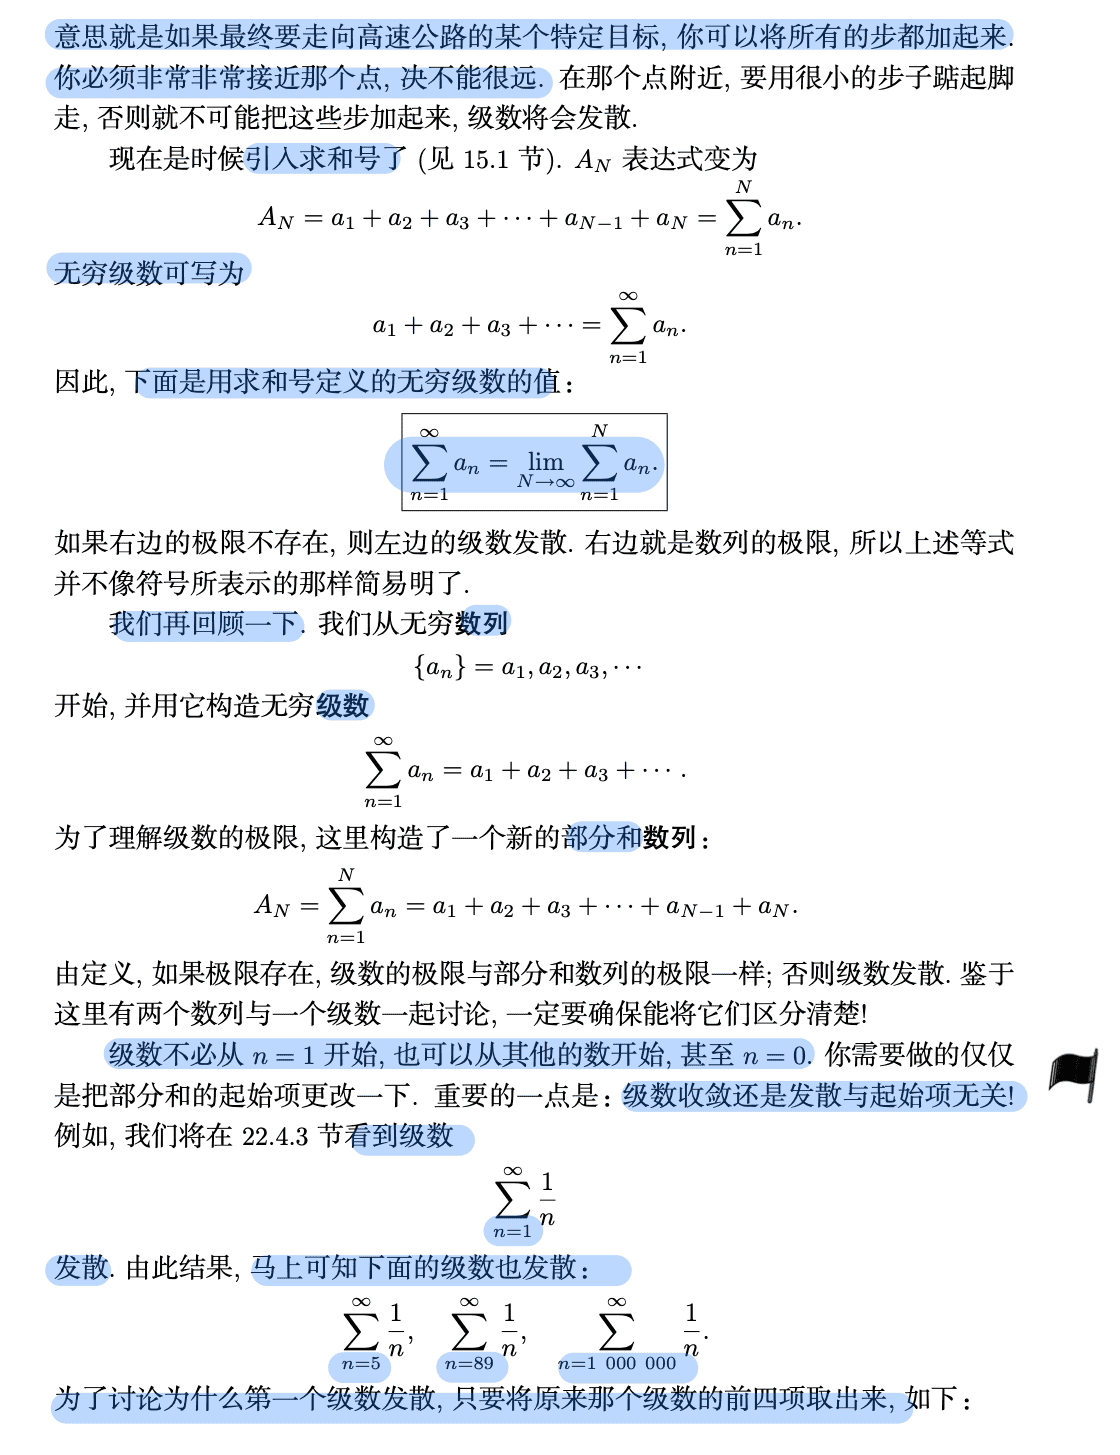 意思就是如果最终要走向高速公路的某个特定目标, 你可以将所有的步都加起来.
你必须非常非常接近那个点, 决不能很远. 在那个点附近, 要用很小的步子踮起脚
走, 否则就不可能把这些步加起来, 级数将会发散.
现在是时候引入求和号了 (见 15.1 节). A_N 表达式变为
A_N = a_1 + a_2 + a_3 + ··· + a_{N−1} + a_N = \sum_{n=1}^{N} a_n.
无穷级数可写为
a_1 + a_2 + a_3 + ··· = \sum_{n=1}^{∞} a_n.
因此, 下面是用求和号定义的无穷级数的值:
\sum_{n=1}^{∞} a_n = \lim_{N→∞} \sum_{n=1}^{N} a_n.
如果右边的极限不存在, 则左边的级数发散. 右边就是数列的极限, 所以上述等式
并不像符号所表示的那样简易明了.
我们再回顾一下. 我们从无穷数列
{a_n} = a_1, a_2, a_3, ···
开始, 并用它构造无穷级数
\sum_{n=1}^{∞} a_n = a_1 + a_2 + a_3 + ··· .
为了理解级数的极限, 这里构造了一个新的部分和数列:
A_N = \sum_{n=1}^{N} a_n = a_1 + a_2 + a_3 + ··· + a_{N−1} + a_N.
由定义, 如果极限存在, 级数的极限与部分和数列的极限一样; 否则级数发散. 鉴于
这里有两个数列与一个级数一起讨论, 一定要确保能将它们区分清楚!
级数不必从 n = 1 开始, 也可以从其他的数开始, 甚至 n = 0. 你需要做的仅仅
是把部分和的起始项更改一下. 重要的一点是: 级数收敛还是发散与起始项无关!
例如, 我们将在 22.4.3 节看到级数
\sum_{n=1}^{∞} \frac{1}{n}
发散. 由此结果, 马上可知下面的级数也发散:
\sum_{n=5}^{∞} \frac{1}{n}, \sum_{n=89}^{∞} \frac{1}{n}, \sum_{n=1 000 000}^{∞} \frac{1}{n}.
为了讨论为什么第一个级数发散, 只要将原来那个级数的前四项取出来, 如下: